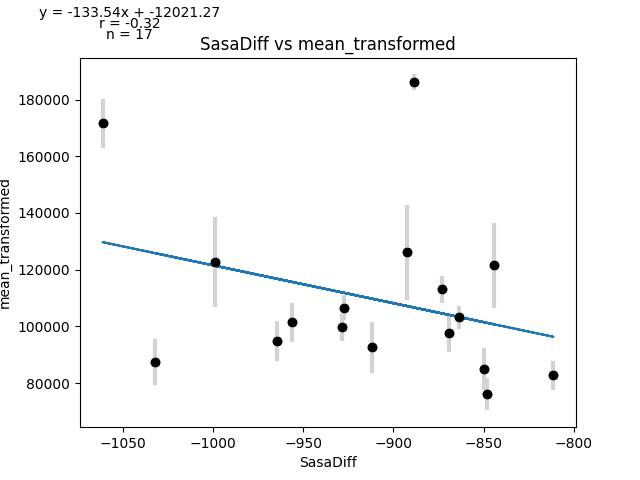 y = -133.54x + -12021.27
r = -0.32
n = 17
SasaDiff vs mean_transformed
180000
160000
140000
120000
100000
80000
mean_transformed
−1050
−1000
−950
−900
−850
−800
SasaDiff